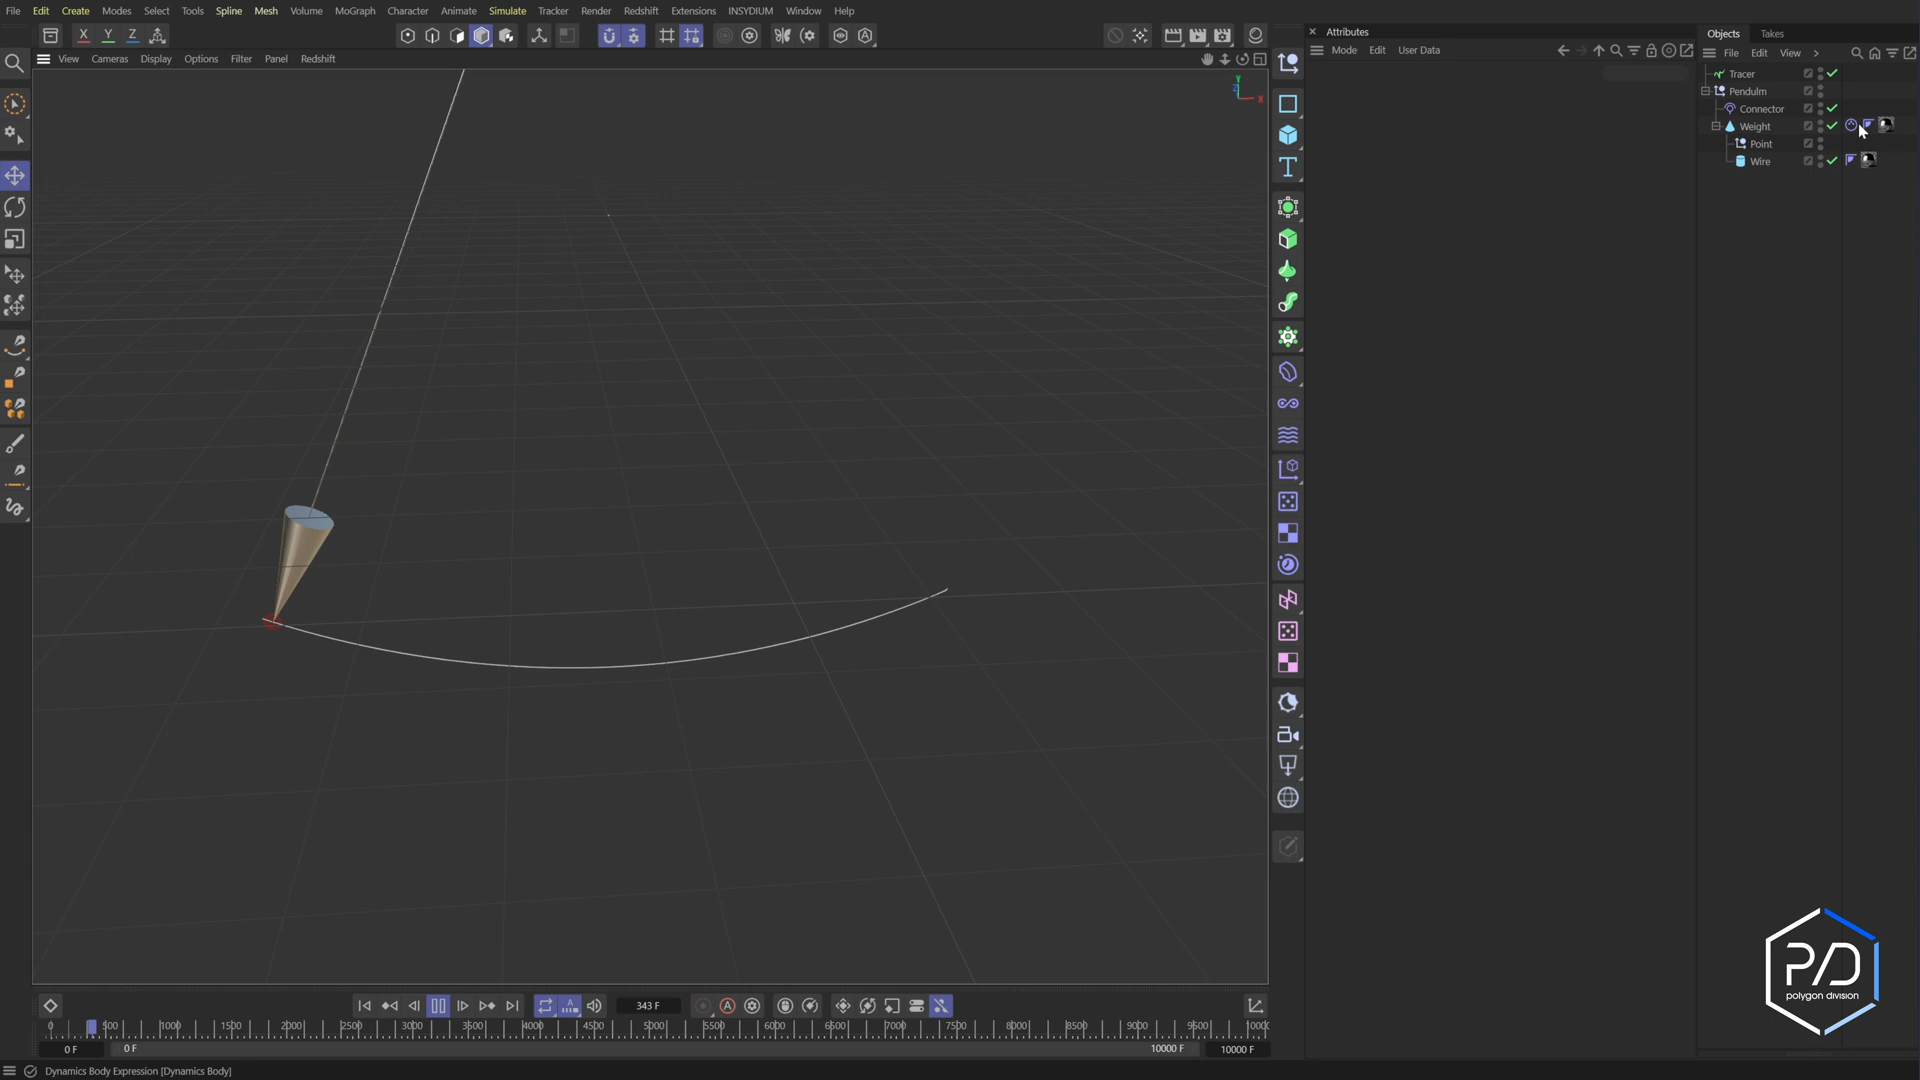 File Edit Create Modes Select Tools Spline Mesh Volume MoGraph Character Animate Simulate Tracker Render Redshift Extensions INSYDIUM Window Help
X Y Z
View Cameras Display Options Filter Panel Redshift
Y
Z
X
Attributes
Mode Edit User Data
Objects Takes
File Edit View
Tracer
Pendulm
Connector
Weight
Point
Wire
343 F
0 500 1000 1500 2000 2500 3000 3500 4000 4500 5000 5500 6000 6500 7000 7500 8000 8500 9000 9500 1000
0 F 0 F 10000 F 10000 F
Dynamics Body Expression [Dynamics Body]
P/D
polygon division